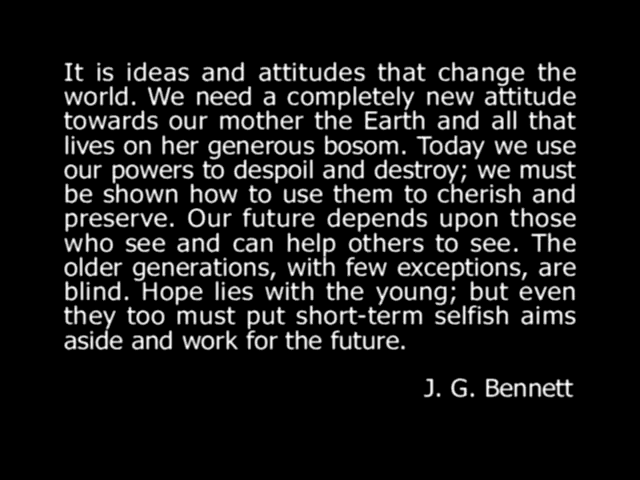 It is ideas and attitudes that change the
world. We need a completely new attitude
towards our mother the Earth and all that
lives on her generous bosom. Today we use
our powers to despoil and destroy; we must
be shown how to use them to cherish and
preserve. Our future depends upon those
who see and can help others to see. The
older generations, with few exceptions, are
blind. Hope lies with the young; but even
they too must put short-term selfish aims
aside and work for the future.
J. G. Bennett